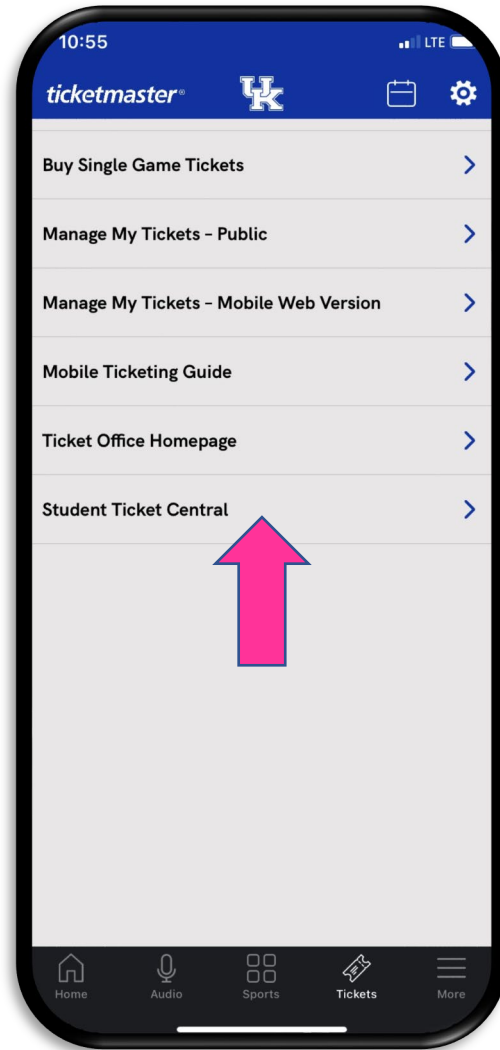 10:55
LTE
ticketmaster®
UK
Buy Single Game Tickets
Manage My Tickets – Public
Manage My Tickets – Mobile Web Version
Mobile Ticketing Guide
Ticket Office Homepage
Student Ticket Central
Home Audio Sports Tickets More